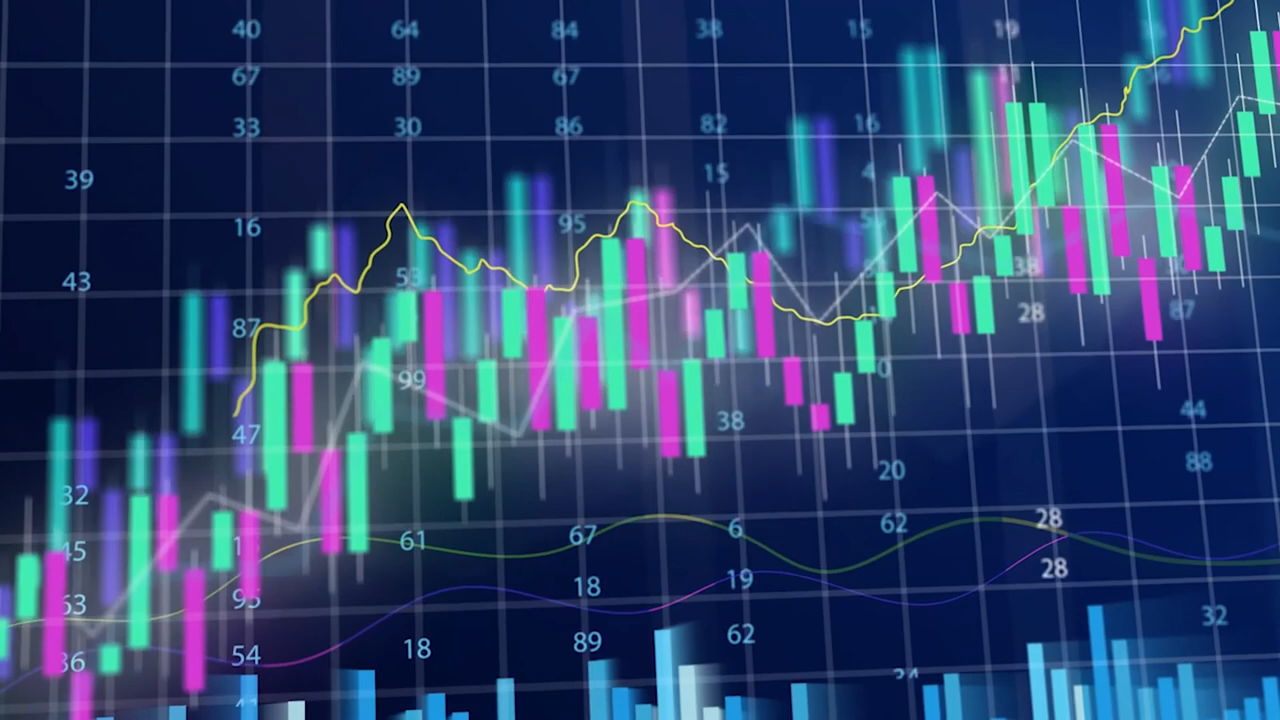 40 64 84 38 15 19
67 89 67
33 30 86 82 16
39 15 4
16 95
43 53 38
87 28 87
99
47 38 44
20 88
32
45 61 67 6 62 28
18 19 28
63 95
89 62 32
36 54 18